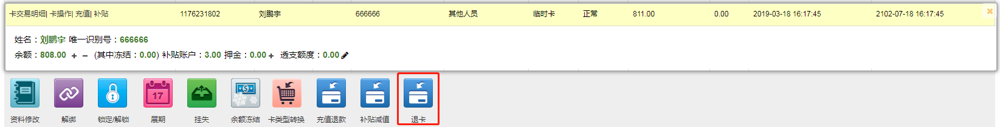 卡交易明细| 卡操作| 充值| 补贴 1176231802 刘鹏宇 666666 其他人员 临时卡 正常 811.00 0.00 2019-03-18 16:17:45 2102-07-18 16:17:45
姓名：刘鹏宇 唯一识别号：666666
余额：808.00 + - (其中冻结：0.00) 补贴账户：3.00 押金：0.00 + 透支额度：0.00
17
资料修改 解绑 锁定/解锁 展期 挂失 余额冻结 卡类型转换 充值退款 补贴减值 退卡